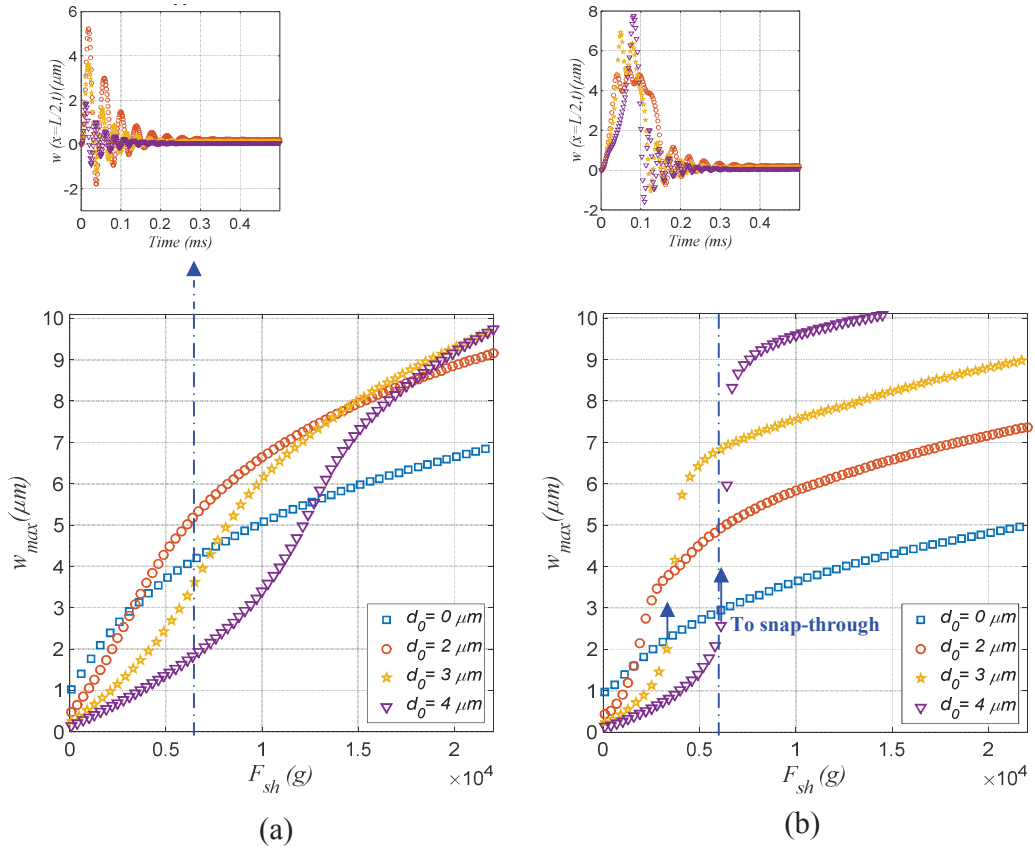 6
4
2
0
-2
w (x=L/2,t)(μm)
0 0.1 0.2 0.3 0.4
Time (ms)
8
6
4
2
0
-2
w (x=L/2,t)(μm)
0 0.1 0.2 0.3 0.4
Time (ms)
10
9
8
7
6
5
4
3
2
1
0
w_max(μm)
d_0= 0 μm
d_0= 2 μm
d_0= 3 μm
d_0= 4 μm
0 0.5 1 1.5 2
×10^4
F_sh (g)
(a)
10
9
8
7
6
5
4
3
2
1
0
w_max(μm)
To snap-through
d_0= 0 μm
d_0= 2 μm
d_0= 3 μm
d_0= 4 μm
0 0.5 1 1.5 2
×10^4
F_sh (g)
(b)